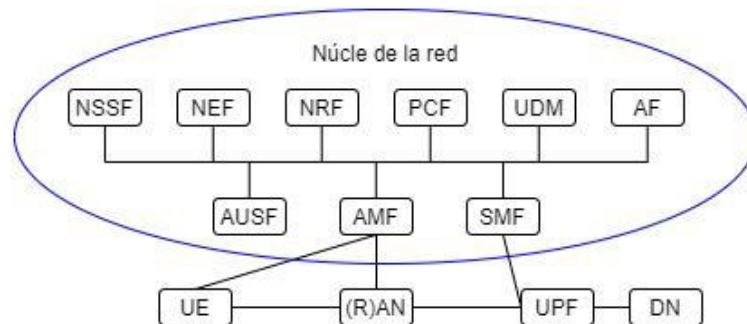 Núcle de la red
NSSF NEF NRF PCF UDM AF
AUSF AMF SMF
UE (R)AN UPF DN